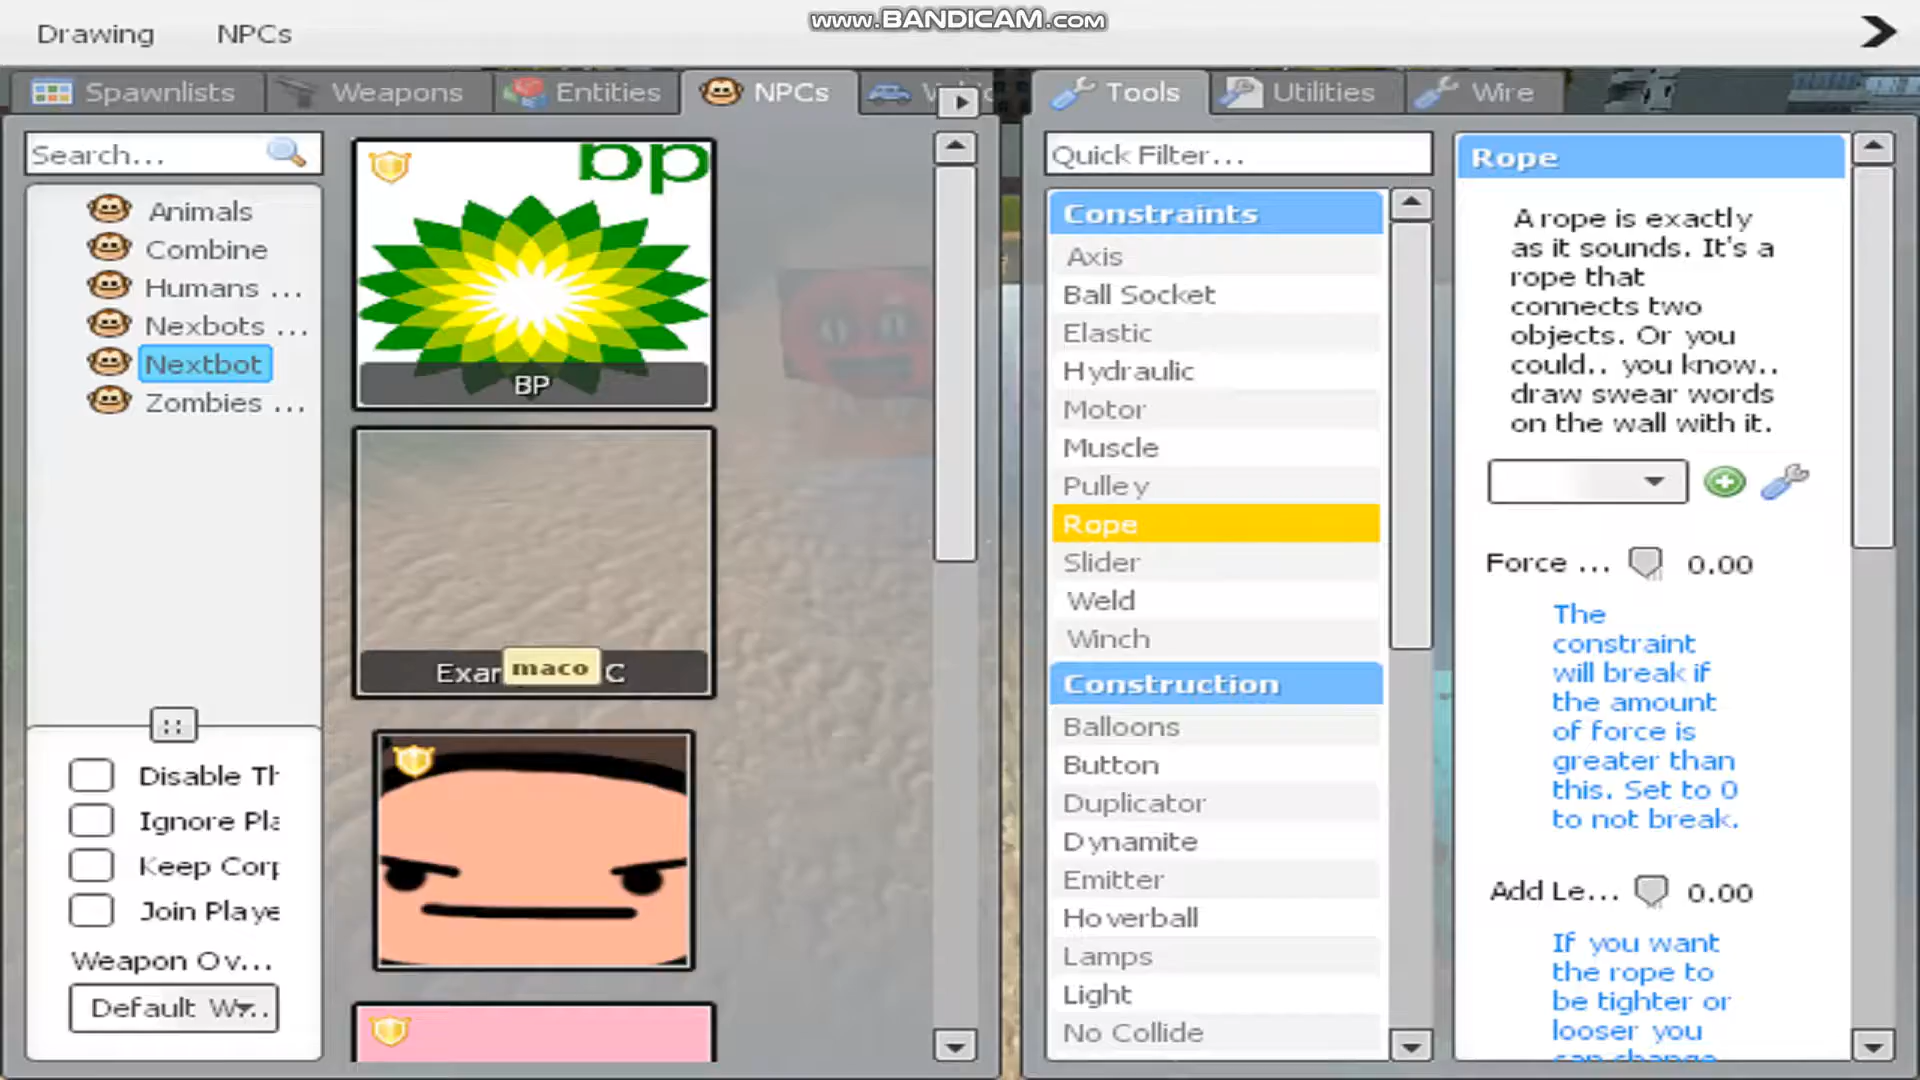 www.BANDICAM.com
Drawing NPCs
Spawnlists Weapons Entities NPCs
Tools Utilities Wire
Search...
Animals
Combine
Humans ...
Nexbots ...
Nextbot
Zombies ...
Disable Th
Ignore Pla
Keep Corp
Join Playe
Weapon Ov...
Default W...
bp
BP
Exar
maco
C
Quick Filter...
Constraints
Axis
Ball Socket
Elastic
Hydraulic
Motor
Muscle
Pulley
Rope
Slider
Weld
Winch
Construction
Balloons
Button
Duplicator
Dynamite
Emitter
Hoverball
Lamps
Light
No Collide
Rope
A rope is exactly
as it sounds. It's a
rope that
connects two
objects. Or you
could.. you know..
draw swear words
on the wall with it.
Force ... 0.00
The
constraint
will break if
the amount
of force is
greater than
this. Set to 0
to not break.
Add Le... 0.00
If you want
the rope to
be tighter or
looser you
can change